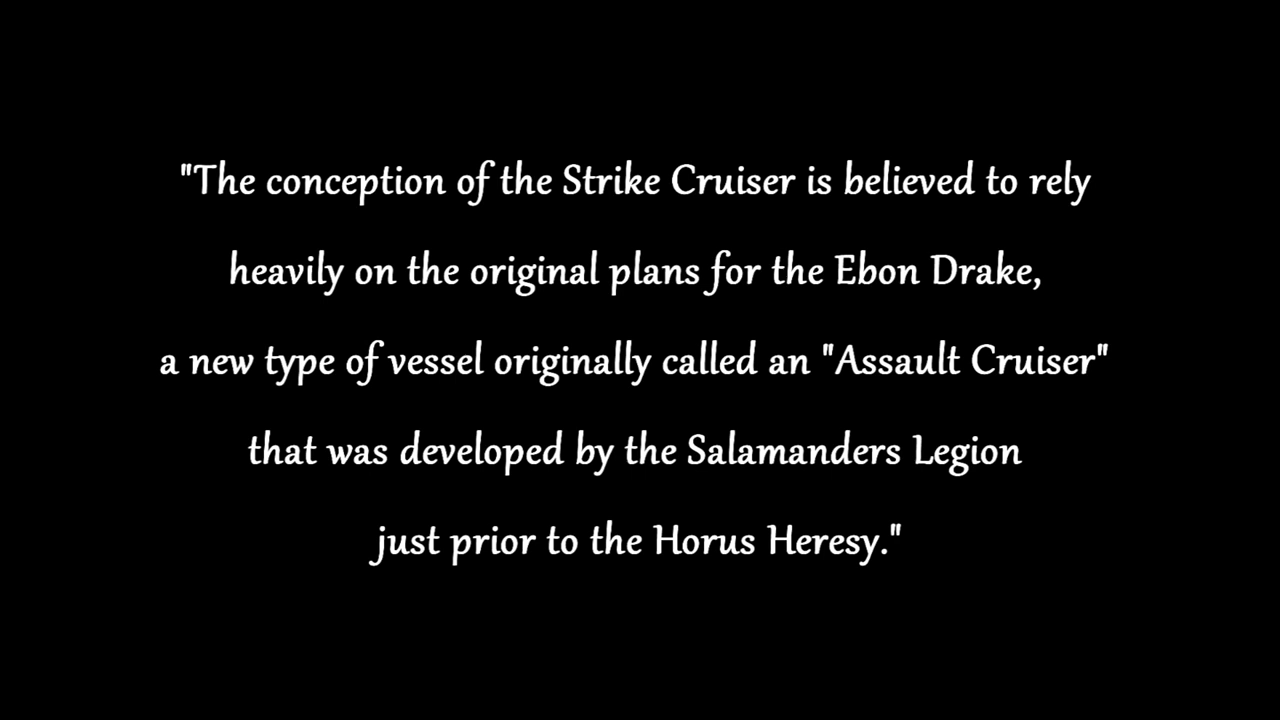 "The conception of the Strike Cruiser is believed to rely
heavily on the original plans for the Ebon Drake,
a new type of vessel originally called an "Assault Cruiser"
that was developed by the Salamanders Legion
just prior to the Horus Heresy."